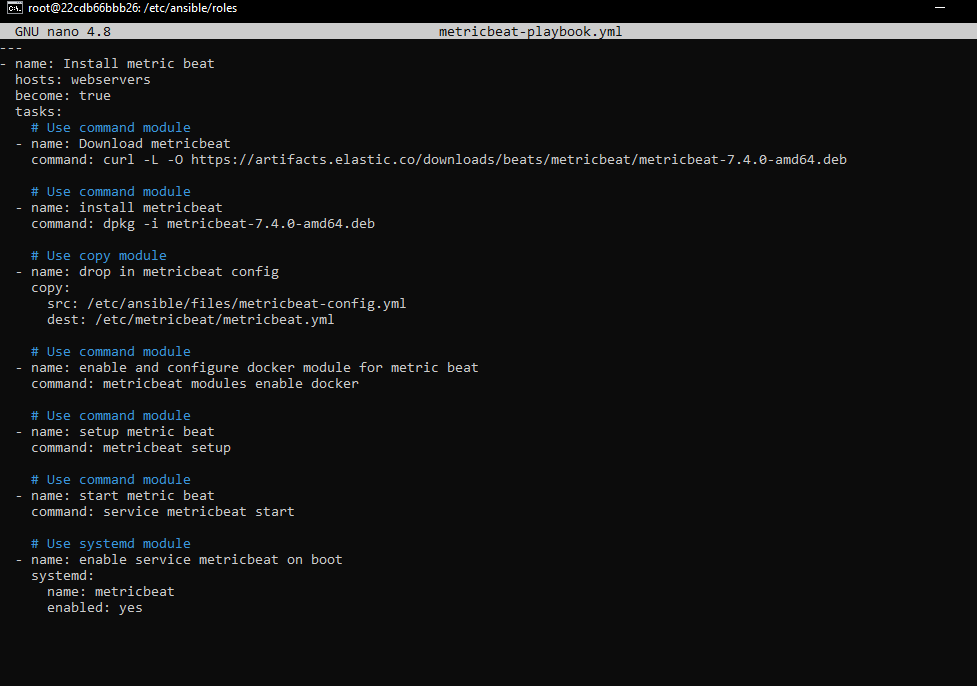 root@22cdb66bbb26: /etc/ansible/roles
GNU nano 4.8 metricbeat-playbook.yml
---
- name: Install metric beat
  hosts: webservers
  become: true
  tasks:
    # Use command module
  - name: Download metricbeat
    command: curl -L -O https://artifacts.elastic.co/downloads/beats/metricbeat/metricbeat-7.4.0-amd64.deb

    # Use command module
  - name: install metricbeat
    command: dpkg -i metricbeat-7.4.0-amd64.deb

    # Use copy module
  - name: drop in metricbeat config
    copy:
      src: /etc/ansible/files/metricbeat-config.yml
      dest: /etc/metricbeat/metricbeat.yml

    # Use command module
  - name: enable and configure docker module for metric beat
    command: metricbeat modules enable docker

    # Use command module
  - name: setup metric beat
    command: metricbeat setup

    # Use command module
  - name: start metric beat
    command: service metricbeat start

    # Use systemd module
  - name: enable service metricbeat on boot
    systemd:
      name: metricbeat
      enabled: yes